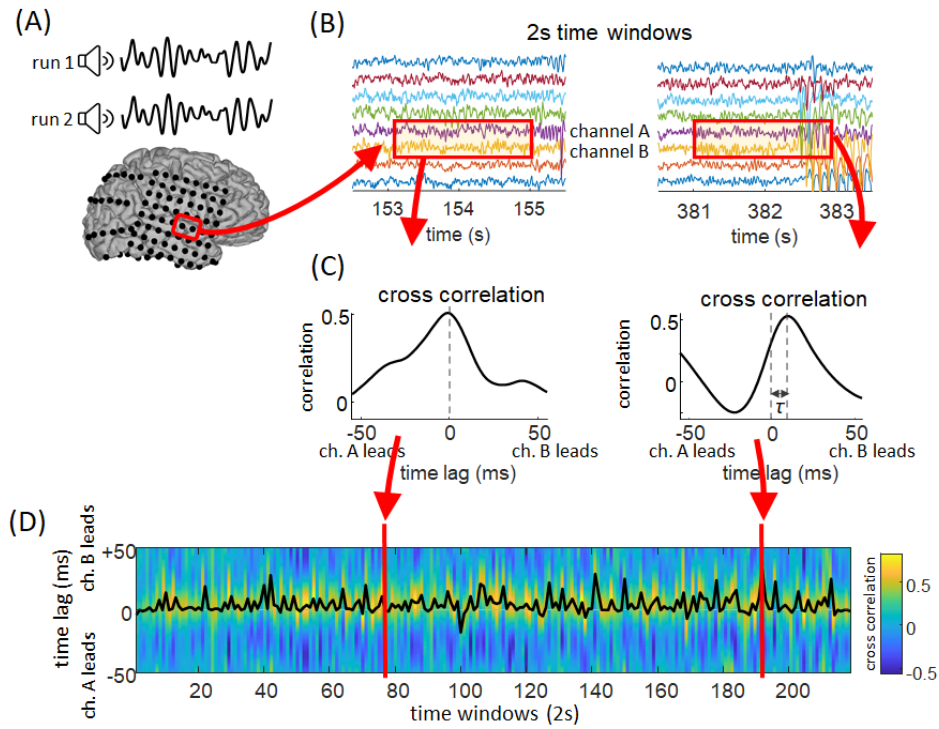 (A)
run 1
run 2
(B)
2s time windows
channel A
channel B
153 154 155
time (s)
381 382 383
time (s)
(C)
cross correlation
0.5
0
correlation
-50 0 50
ch. A leads ch. B leads
time lag (ms)
cross correlation
0.5
0
τ
-50 0 50
ch. A leads ch. B leads
time lag (ms)
(D)
ch. B leads
time lag (ms)
ch. A leads
+50
0
-50
20 40 60 80 100 120 140 160 180 200
time windows (2s)
0.5
0
-0.5
cross correlation